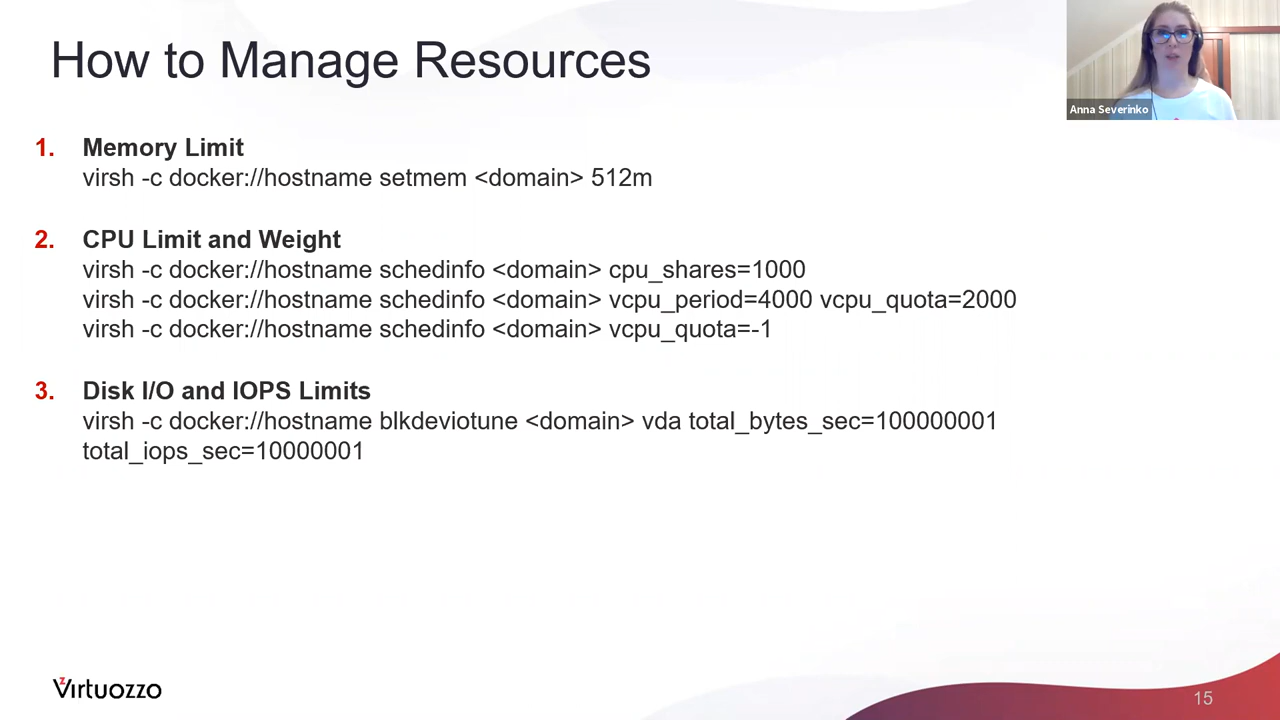 How to Manage Resources
Anna Severinko
1. Memory Limit
virsh -c docker://hostname setmem <domain> 512m
2. CPU Limit and Weight
virsh -c docker://hostname schedinfo <domain> cpu_shares=1000
virsh -c docker://hostname schedinfo <domain> vcpu_period=4000 vcpu_quota=2000
virsh -c docker://hostname schedinfo <domain> vcpu_quota=-1
3. Disk I/O and IOPS Limits
virsh -c docker://hostname blkdeviotune <domain> vda total_bytes_sec=100000001
total_iops_sec=10000001
Virtuozzo
15